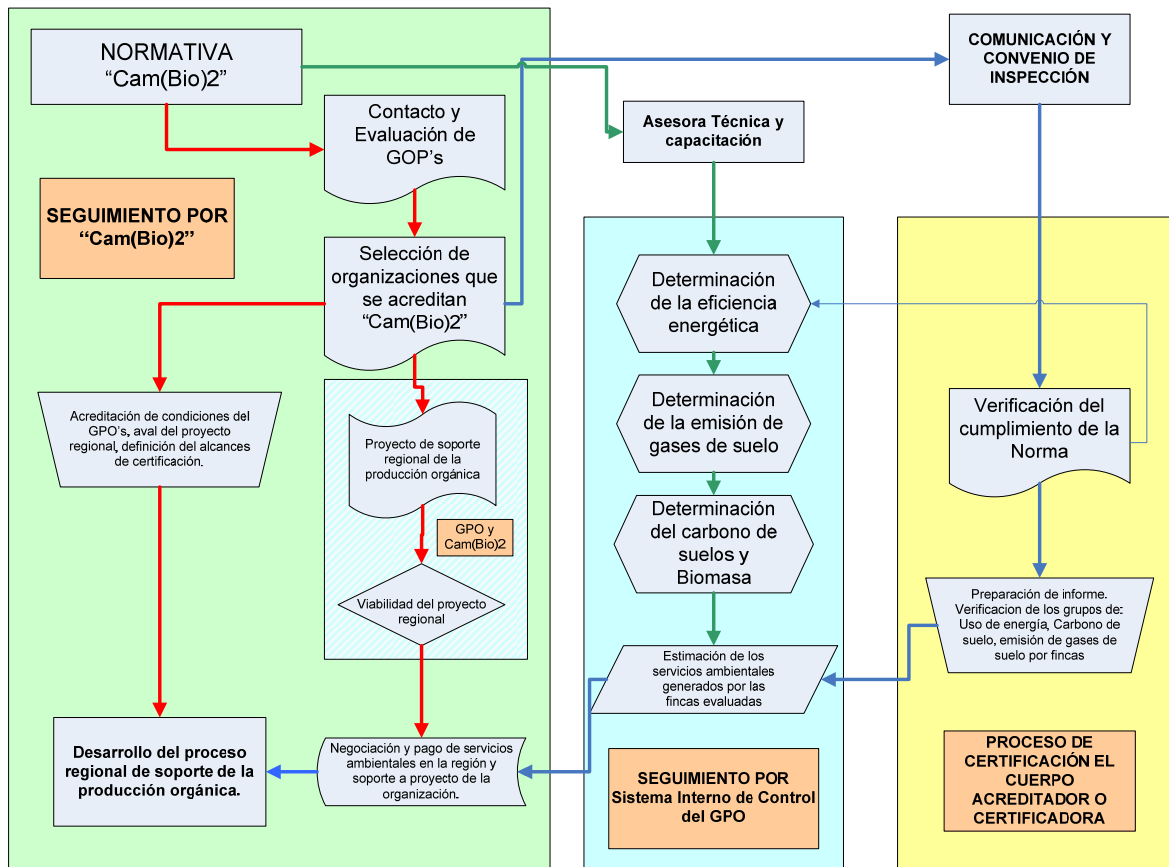 NORMATIVA
“Cam(Bio)2”
Contacto y
Evaluación de
GOP’s
SEGUIMIENTO POR
“Cam(Bio)2”
Selección de
organizaciones que
se acreditan
“Cam(Bio)2”
Acreditación de condiciones del
GPO’s, aval del proyecto
regional, definición del alcances
de certificación.
Proyecto de soporte
regional de la
producción orgánica
GPO y
Cam(Bio)2
Viabilidad del proyecto
regional
Desarrollo del proceso
regional de soporte de la
producción orgánica.
Negociación y pago de servicios
ambientales en la región y
soporte a proyecto de la
organización.
Asesora Técnica y
capacitación
Determinación
de la eficiencia
energética
Determinación
de la emisión de
gases de suelo
Determinación
del carbono de
suelos y
Biomasa
Estimación de los
servicios ambientales
generados por las
fincas evaluadas
SEGUIMIENTO POR
Sistema Interno de Control
del GPO
COMUNICACIÓN Y
CONVENIO DE
INSPECCIÓN
Verificación del
cumplimiento de la
Norma
Preparación de informe.
Verificacion de los grupos de:
Uso de energía, Carbono de
suelo, emisión de gases de
suelo por fincas
PROCESO DE
CERTIFICACIÓN EL
CUERPO
ACREDITADOR O
CERTIFICADORA